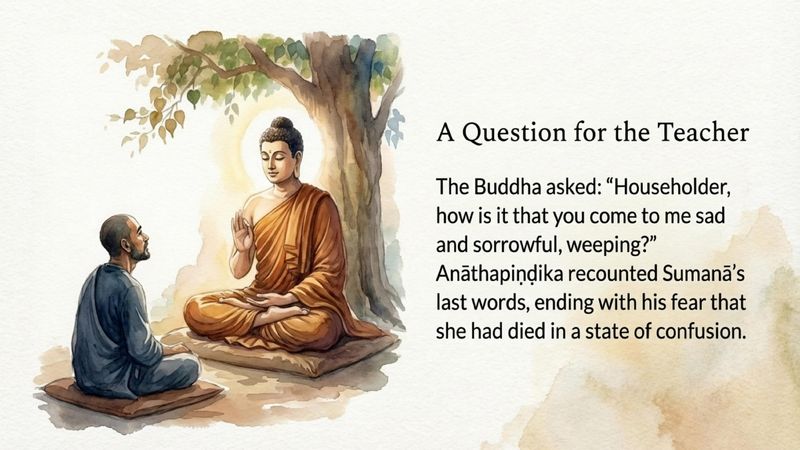 A Question for the Teacher
The Buddha asked: “Householder,
how is it that you come to me sad
and sorrowful, weeping?”
Anāthapiṇḍika recounted Sumanā’s
last words, ending with his fear that
she had died in a state of confusion.